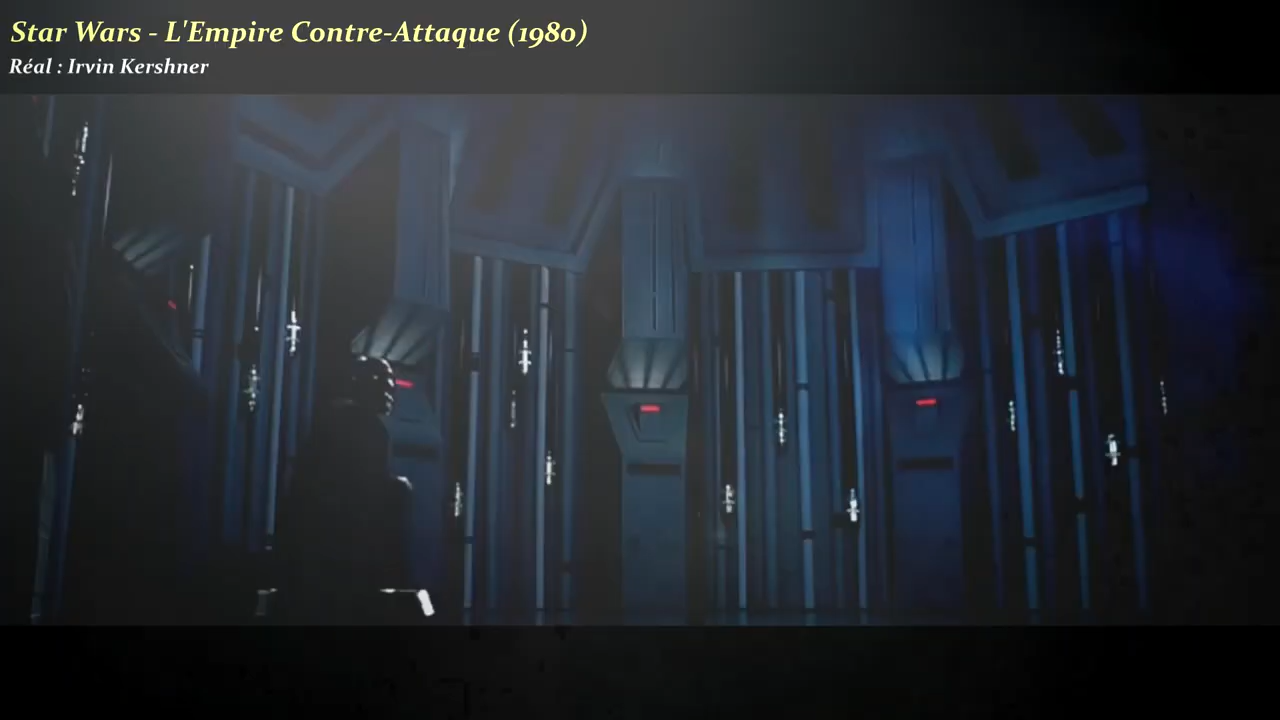 Star Wars - L'Empire Contre-Attaque (1980)
Réal : Irvin Kershner